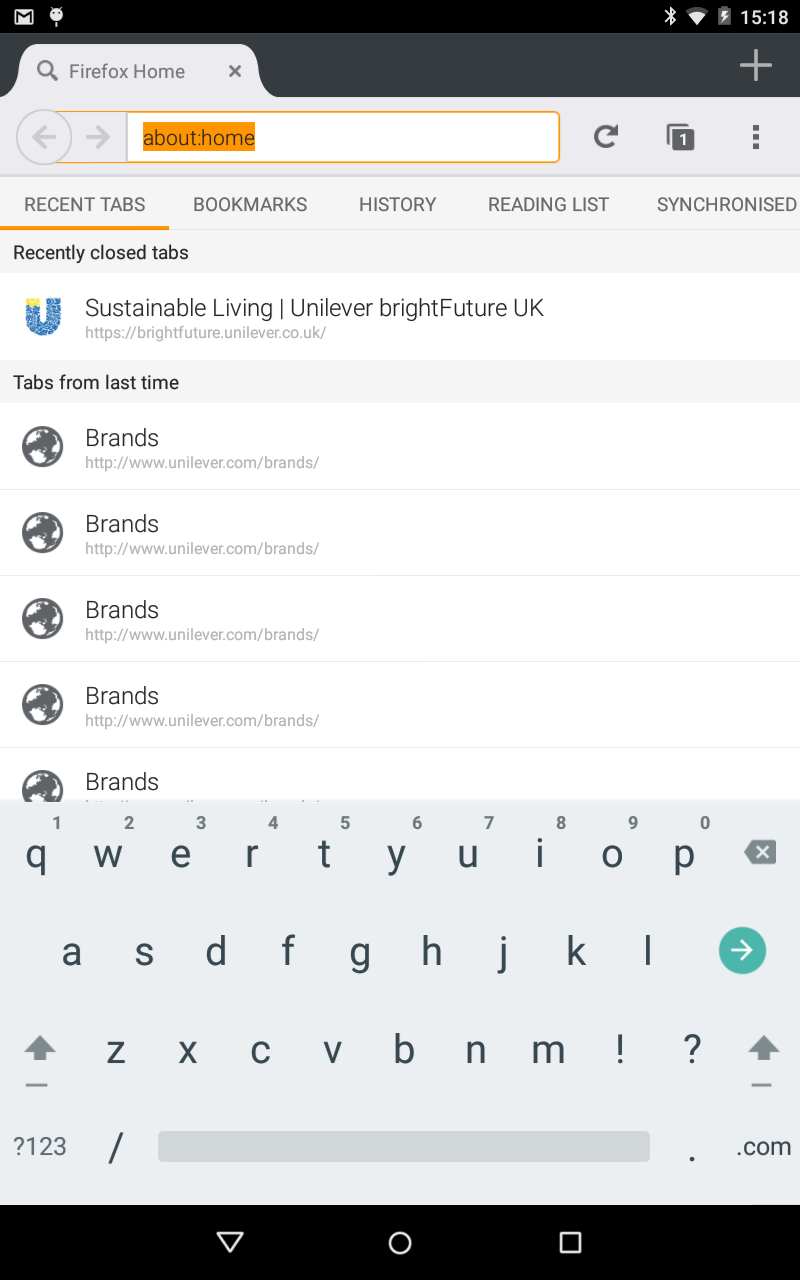 15:18
Firefox Home
about:home
1
RECENT TABS BOOKMARKS HISTORY READING LIST SYNCHRONISED
Recently closed tabs
Sustainable Living | Unilever brightFuture UK
https://brightfuture.unilever.co.uk/
Tabs from last time
Brands
http://www.unilever.com/brands/
Brands
http://www.unilever.com/brands/
Brands
http://www.unilever.com/brands/
Brands
http://www.unilever.com/brands/
Brands
1 2 3 4 5 6 7 8 9 0
q w e r t y u i o p
a s d f g h j k l
z x c v b n m ! ?
?123 / . .com